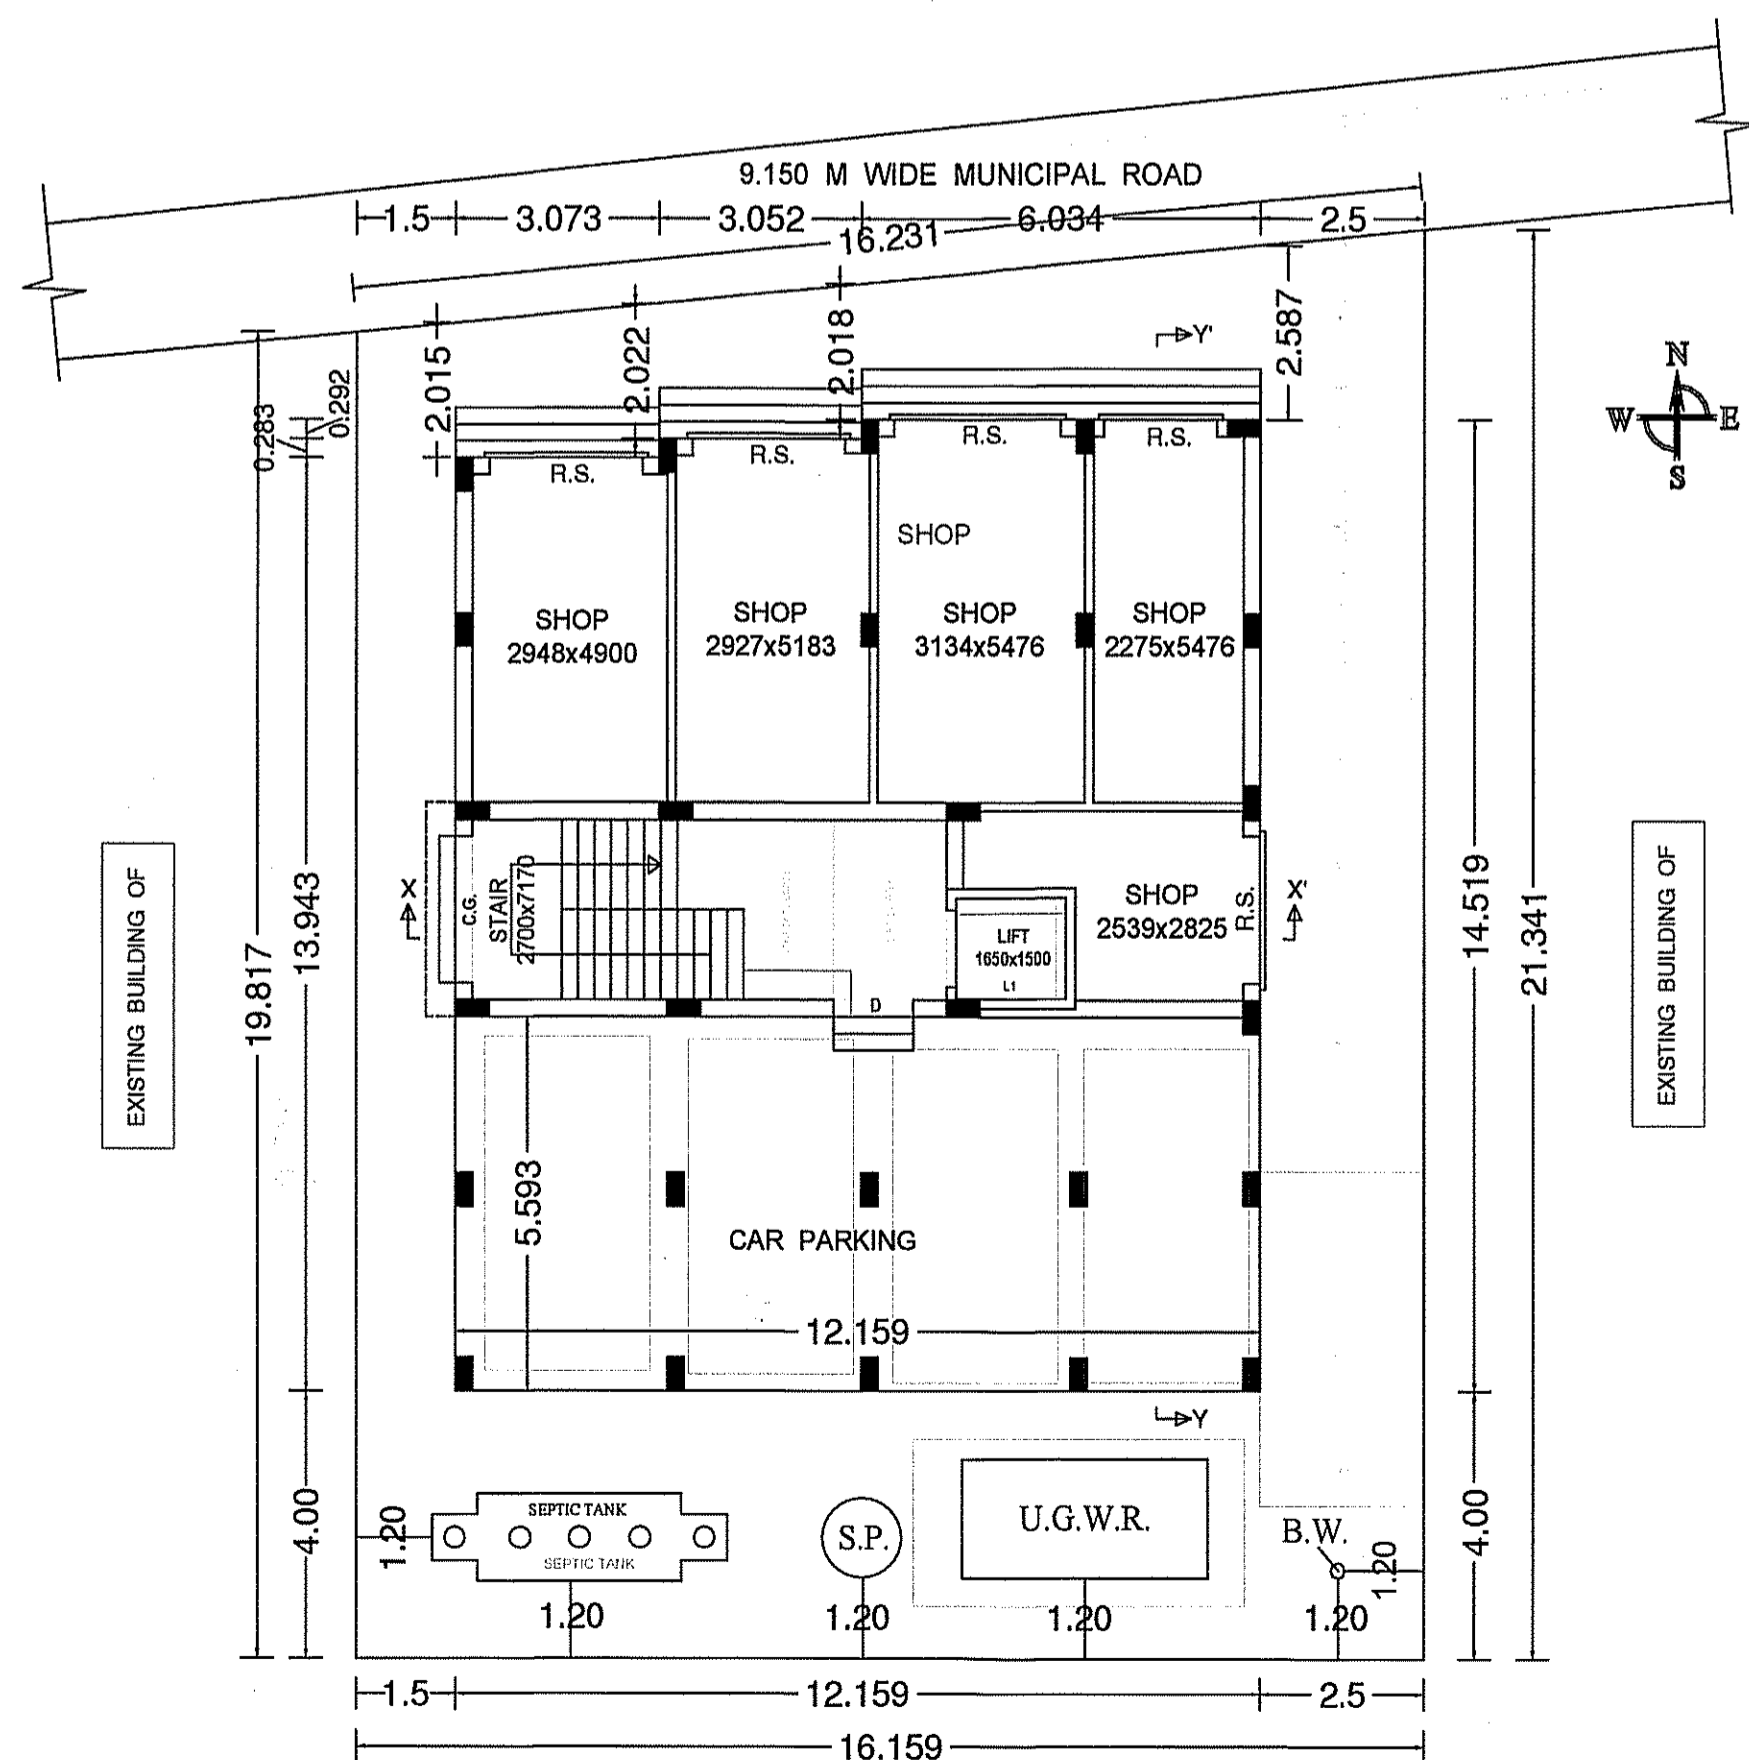 9.150 M WIDE MUNICIPAL ROAD
1.5 3.073 3.052 6.034 2.5
16.231
2.015 2.022 2.018 2.587
Y'
0.283 0.292
N
W E
S
R.S. R.S. R.S. R.S.
SHOP
SHOP
2948x4900
SHOP
2927x5183
SHOP
3134x5476
SHOP
2275x5476
EXISTING BUILDING OF
19.817
13.943
X
C.G.
STAIR
2700x7170
LIFT
1650x1500
L1
SHOP
2539x2825
R.S.
X'
14.519
21.341
EXISTING BUILDING OF
D
5.593
CAR PARKING
12.159
Y
4.00
1.20
SEPTIC TANK
SEPTIC TANK
S.P.
U.G.W.R.
B.W.
1.20
4.00
1.20 1.20 1.20 1.20
1.5 12.159 2.5
16.159